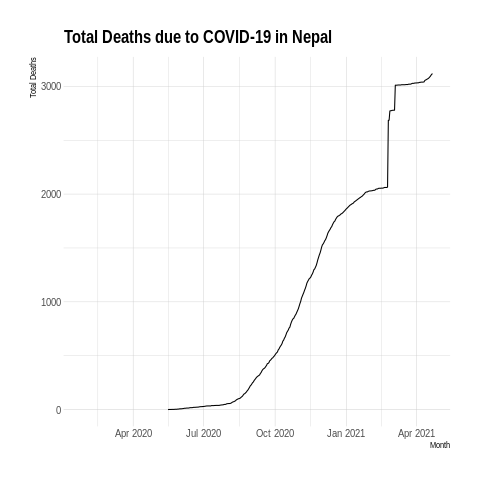 Total Deaths due to COVID-19 in Nepal
Total Deaths
3000
2000
1000
0
Apr 2020 Jul 2020 Oct 2020 Jan 2021 Apr 2021
Month